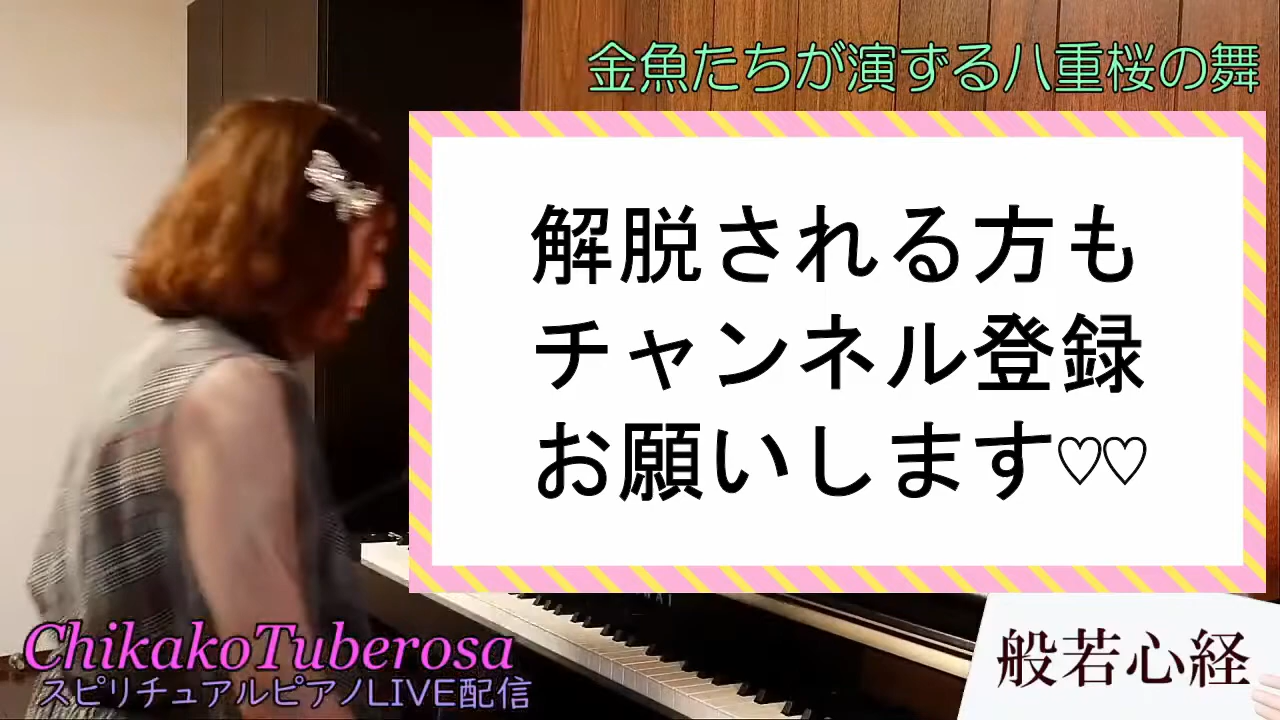 金魚たちが演ずる八重桜の舞
解脱される方も
チャンネル登録
お願いします♡♡
ChikakoTuberosa
スピリチュアルピアノLIVE配信
般若心経